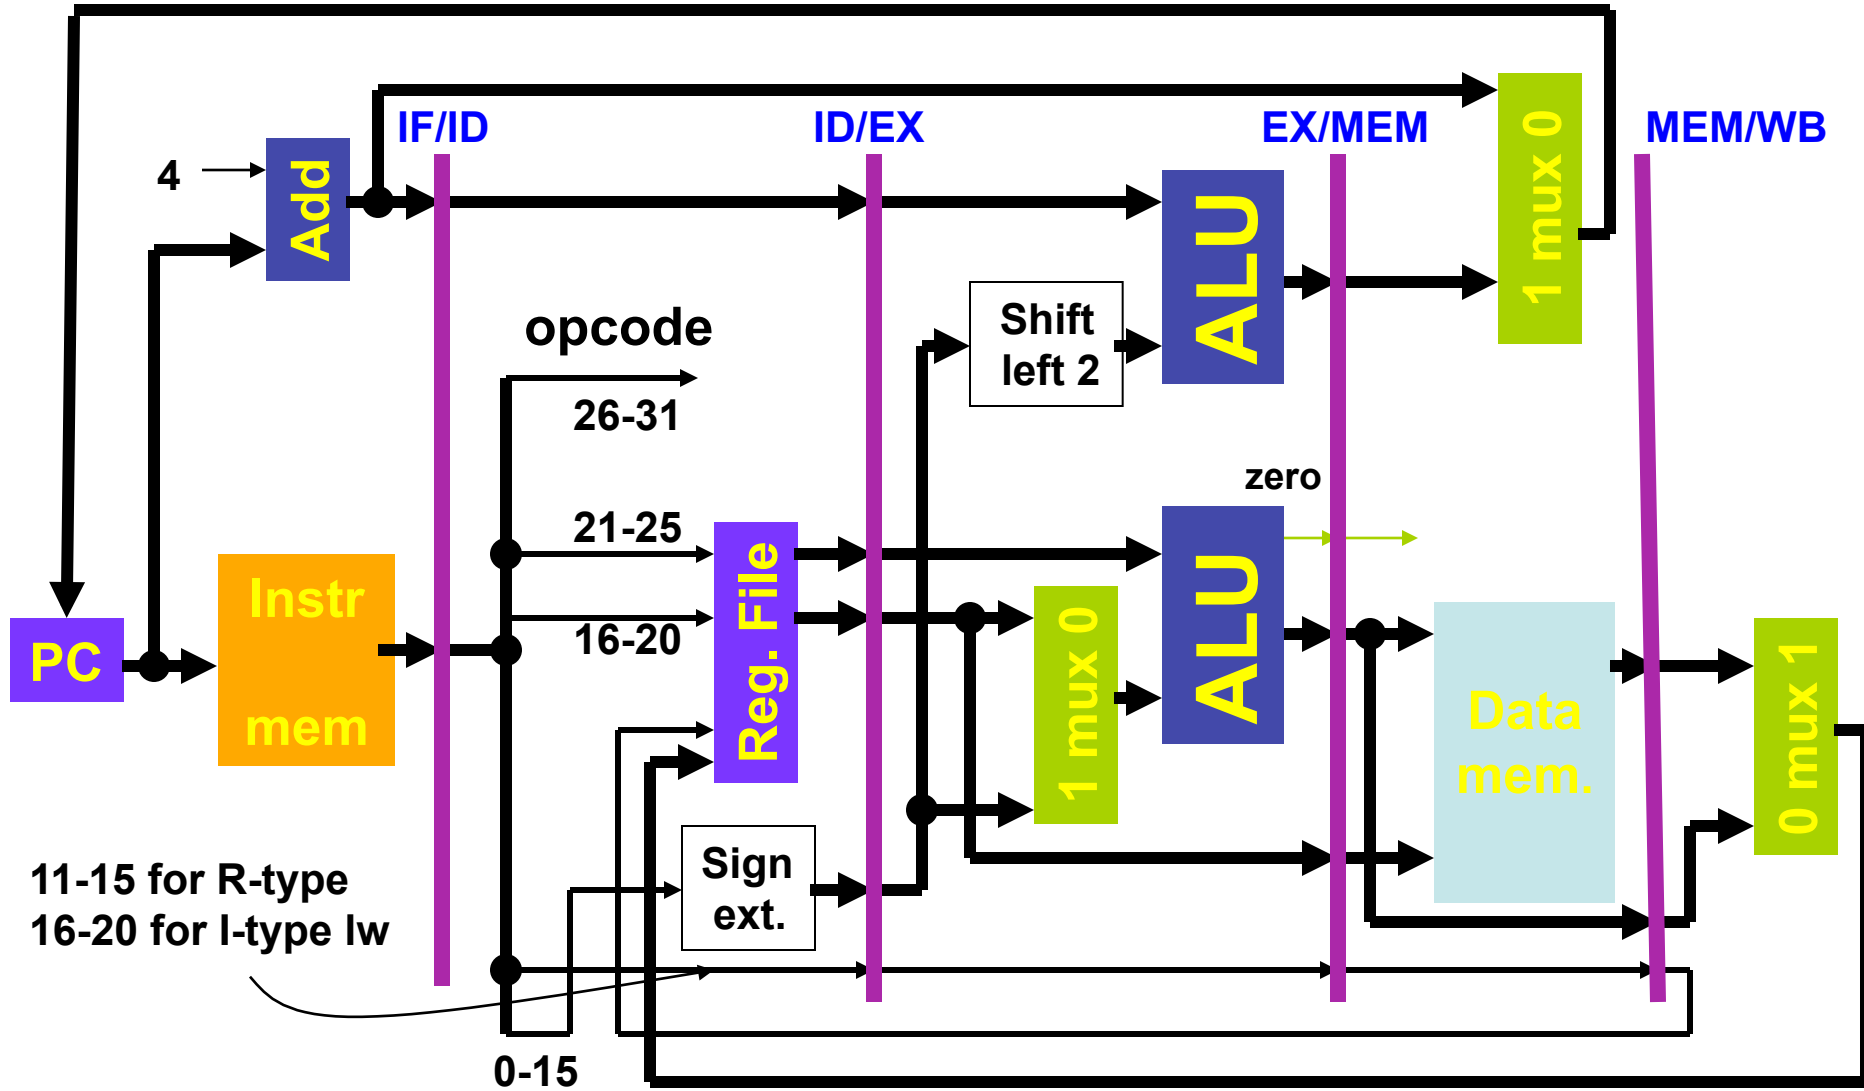 IF/ID
ID/EX
EX/MEM
MEM/WB
4
Add
ALU
1 mux 0
opcode
26-31
Shift
left 2
zero
21-25
16-20
Instr
mem
PC
Reg. File
1 mux 0
ALU
Data
mem.
0 mux 1
Sign
ext.
11-15 for R-type
16-20 for I-type lw
0-15